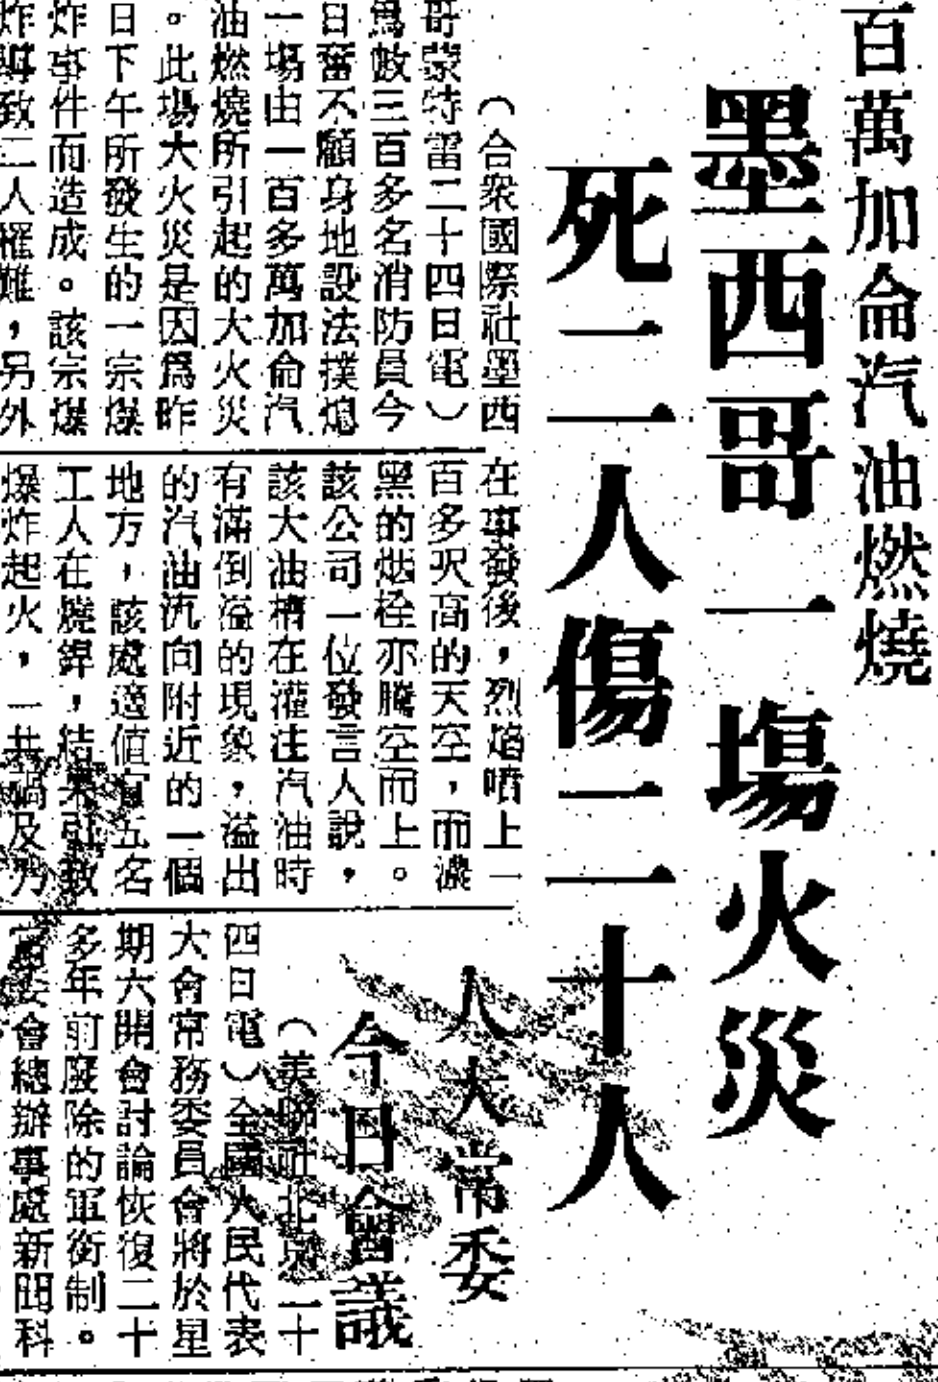 百萬加侖汽油燃燒
墨西哥一場火災
死二人傷二十人
（合衆國際社墨西
哥蒙特雷二十四日電）
爲數三百多名消防員今
日奮不顧身地設法撲熄
一場由一百多萬加侖汽
油燃燒所引起的大火災
。此場大火災是因爲昨
日下午所發生的一宗爆
炸事件而造成。該宗爆
炸導致二人罹難，另外
在事發後，烈焰噴上一
百多呎高的天空，而濃
黑的烟柱亦騰空而上。
該公司一位發言人說，
該大油槽在灌注汽油時
有滿倒溢的現象，溢出
的汽油汎向附近的一個
地方，該處適值有五名
工人在燒銲，結果引致
爆炸起火，一共禍及
人大常委
今日會議
（美聯社北京二十
四日電）全國人民代表
大會常務委員會將於星
期六開會討論恢復二十
多年前廢除的軍銜制。
常委會總辦事處新聞科